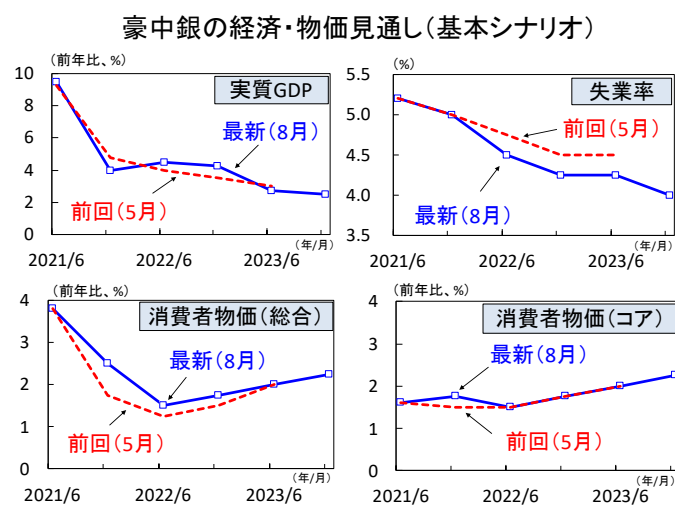 豪中銀の経済・物価見通し（基本シナリオ）
（前年比、%）
実質GDP
10
8
6
4
2
0
最新（8月）
前回（5月）
（年/月）
2021/6 2022/6 2023/6
（%）
失業率
5.5
5.0
4.5
4.0
3.5
前回（5月）
最新（8月）
（年/月）
2021/6 2022/6 2023/6
（前年比、%）
消費者物価（総合）
4
3
2
1
0
最新（8月）
前回（5月）
（年/月）
2021/6 2022/6 2023/6
（前年比、%）
消費者物価（コア）
4
3
2
1
0
最新（8月）
前回（5月）
（年/月）
2021/6 2022/6 2023/6